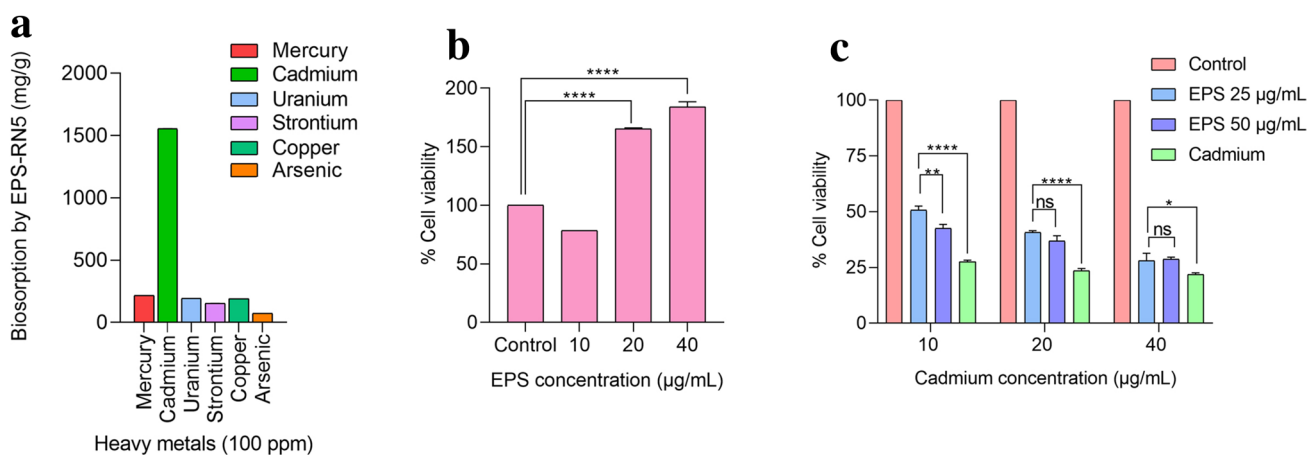 a
Biosorption by EPS-RN5 (mg/g)
2000
1500
1000
500
0
Mercury
Cadmium
Uranium
Strontium
Copper
Arsenic
Mercury
Cadmium
Uranium
Strontium
Copper
Arsenic
Heavy metals (100 ppm)
b
% Cell viability
200
150
100
50
0
****
****
Control 10 20 40
EPS concentration (µg/mL)
c
% Cell viability
100
75
50
25
0
Control
EPS 25 µg/mL
EPS 50 µg/mL
Cadmium
****
**
****
ns
*
ns
10 20 40
Cadmium concentration (µg/mL)